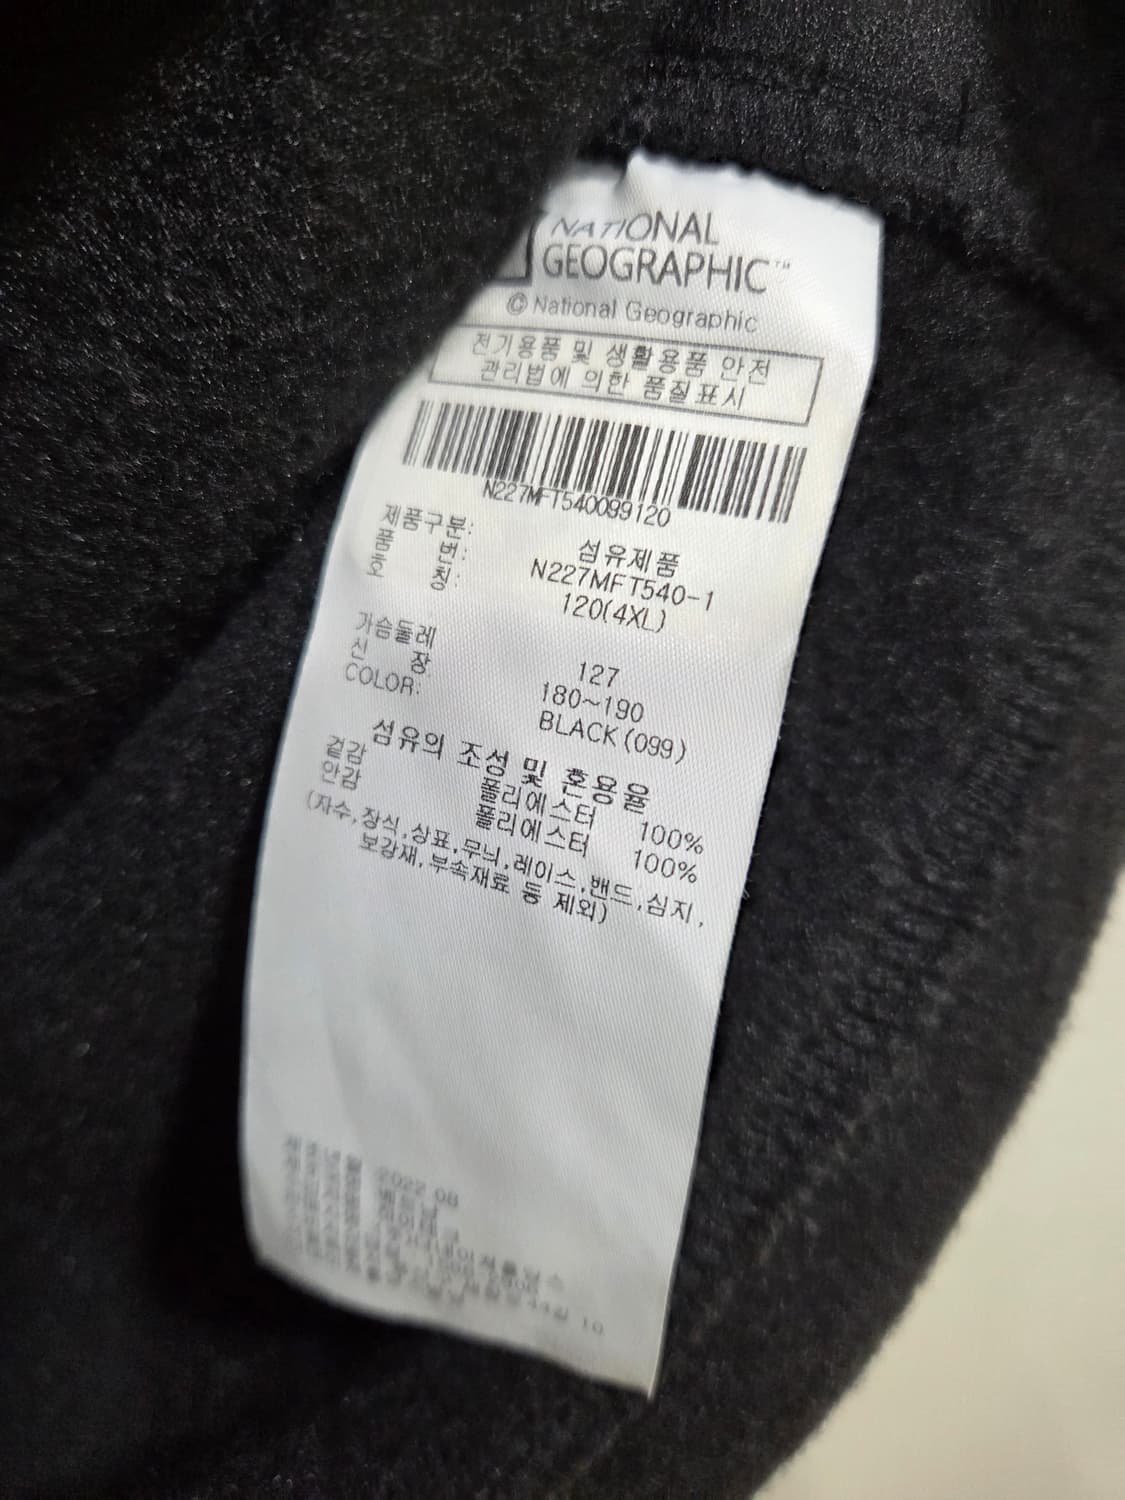 NATIONAL
GEOGRAPHIC™
© National Geographic
전기용품 및 생활용품 안전
관리법에 의한 품질표시
N227MFT540099120
제품구분: 섬유제품
품 번: N227MFT540-1
호 칭: 120(4XL)
가슴둘레 127
신 장 180~190
COLOR: BLACK(099)
섬유의 조성 및 혼용율
겉감 폴리에스터 100%
안감 폴리에스터 100%
(자수,장식,상표,무늬,레이스,밴드,심지,
보강재,부속재료 등 제외)
2022 08